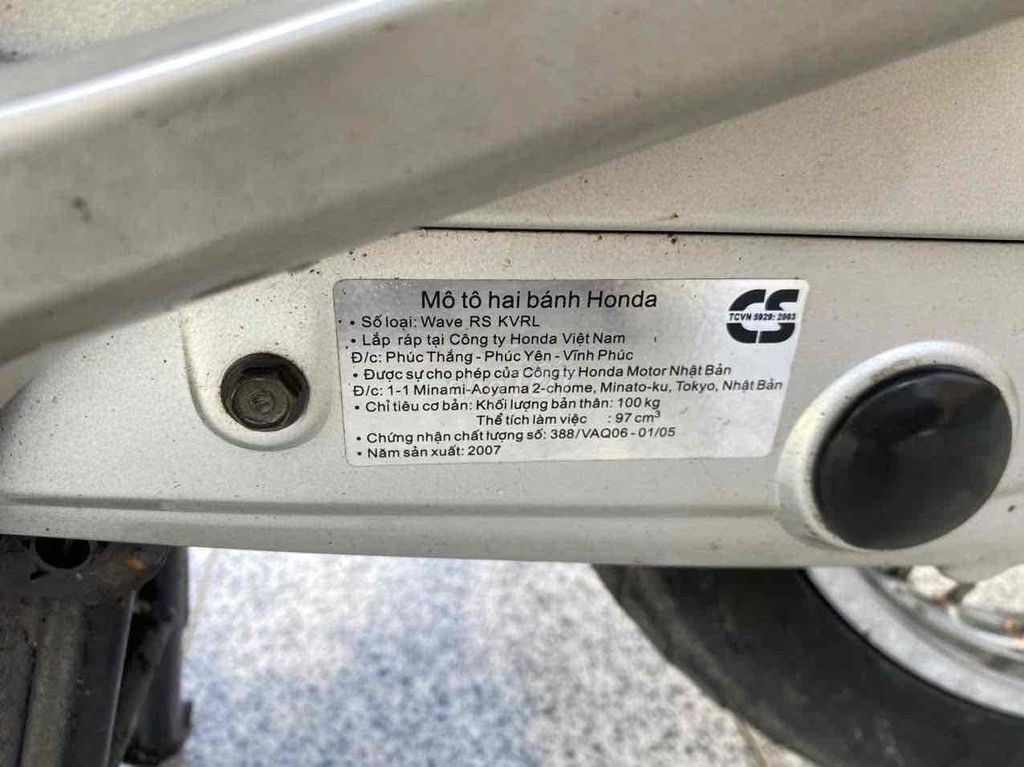 Mô tô hai bánh Honda
CS
TCVN 5929: 2003
• Số loại: Wave RS KVRL
• Lắp ráp tại Công ty Honda Việt Nam
Đ/c: Phúc Thắng - Phúc Yên - Vĩnh Phúc
• Được sự cho phép của Công ty Honda Motor Nhật Bản
Đ/c: 1-1 Minami-Aoyama 2-chome, Minato-ku, Tokyo, Nhật Bản
• Chỉ tiêu cơ bản: Khối lượng bản thân: 100 kg
Thể tích làm việc : 97 cm³
• Chứng nhận chất lượng số: 388/VAQ06 - 01/05
• Năm sản xuất: 2007